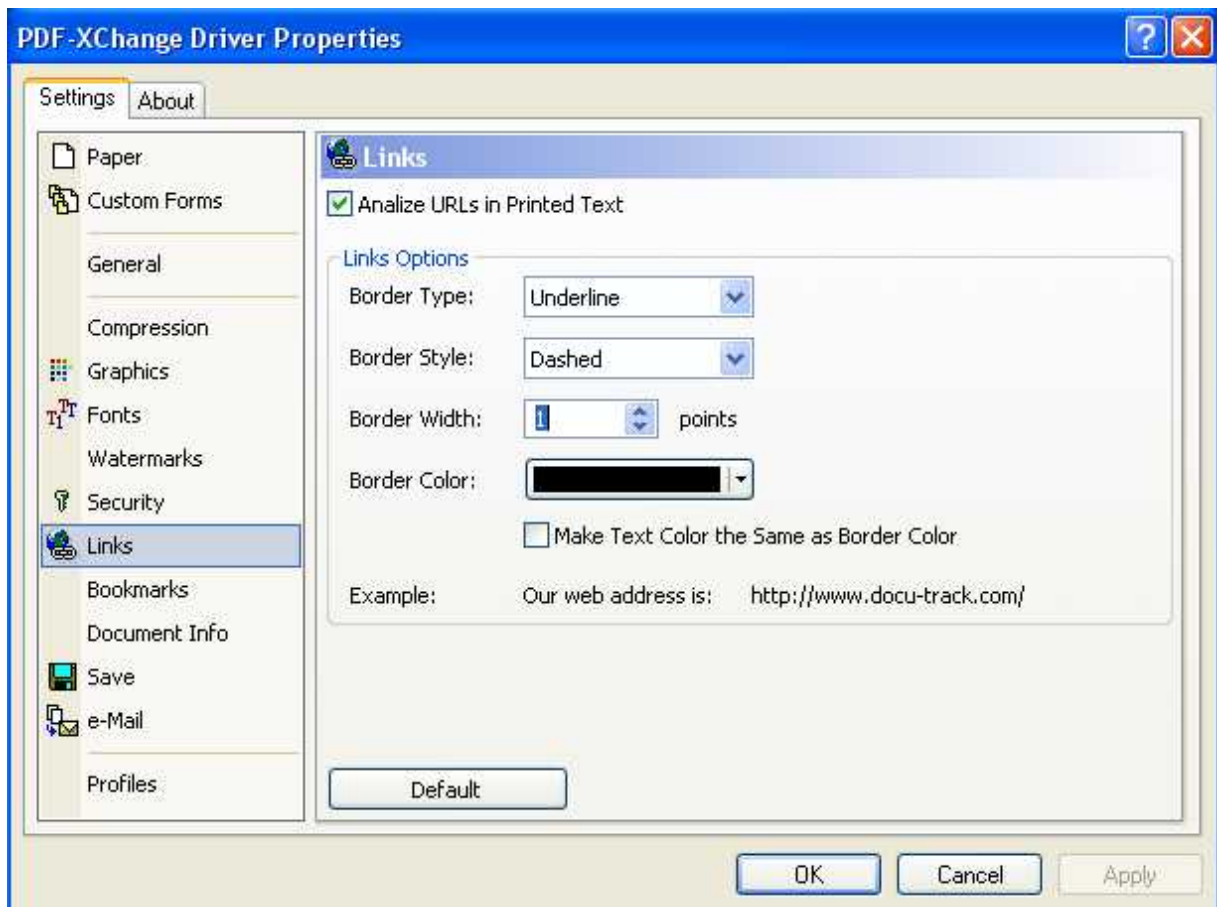 PDF-XChange Driver Properties
Settings
About
Paper
Custom Forms
General
Compression
Graphics
Fonts
Watermarks
Security
Links
Bookmarks
Document Info
Save
e-Mail
Profiles
Links
Analize URLs in Printed Text
Links Options
Border Type: Underline
Border Style: Dashed
Border Width: 1 points
Border Color:
Make Text Color the Same as Border Color
Example: Our web address is: http://www.docu-track.com/
Default
OK Cancel Apply